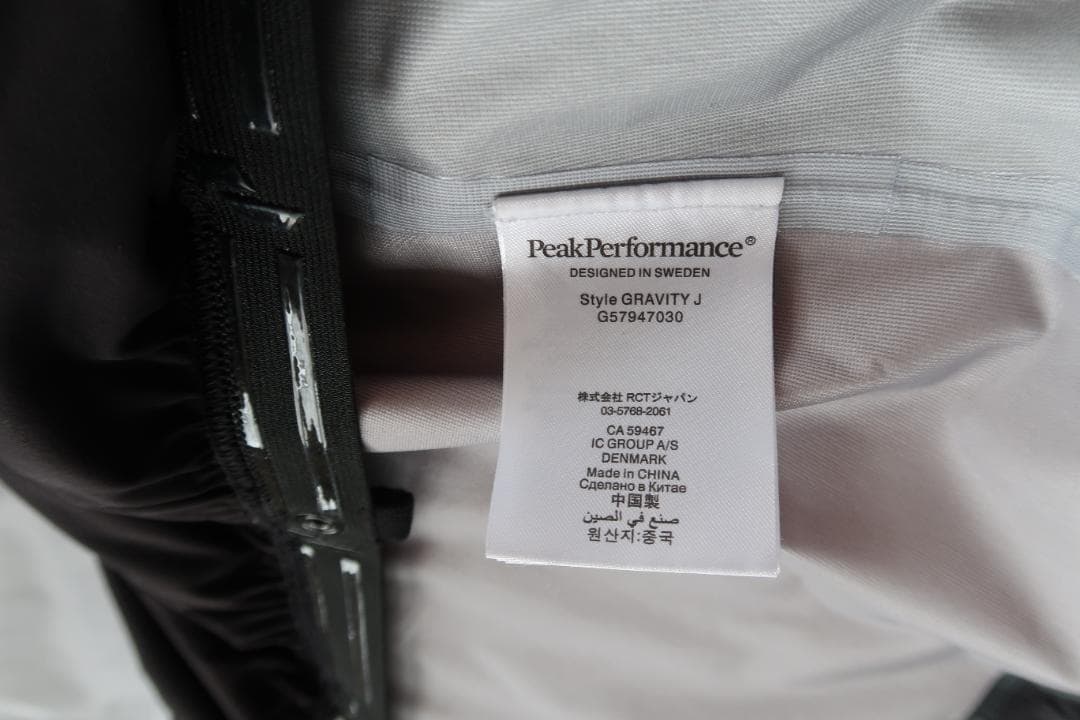 PeakPerformance®
DESIGNED IN SWEDEN
Style GRAVITY J
G57947030
株式会社 RCTジャパン
03-5768-2061
CA 59467
IC GROUP A/S
DENMARK
Made in CHINA
Сделано в Китае
中国製
صنع في الصين
원산지:중국